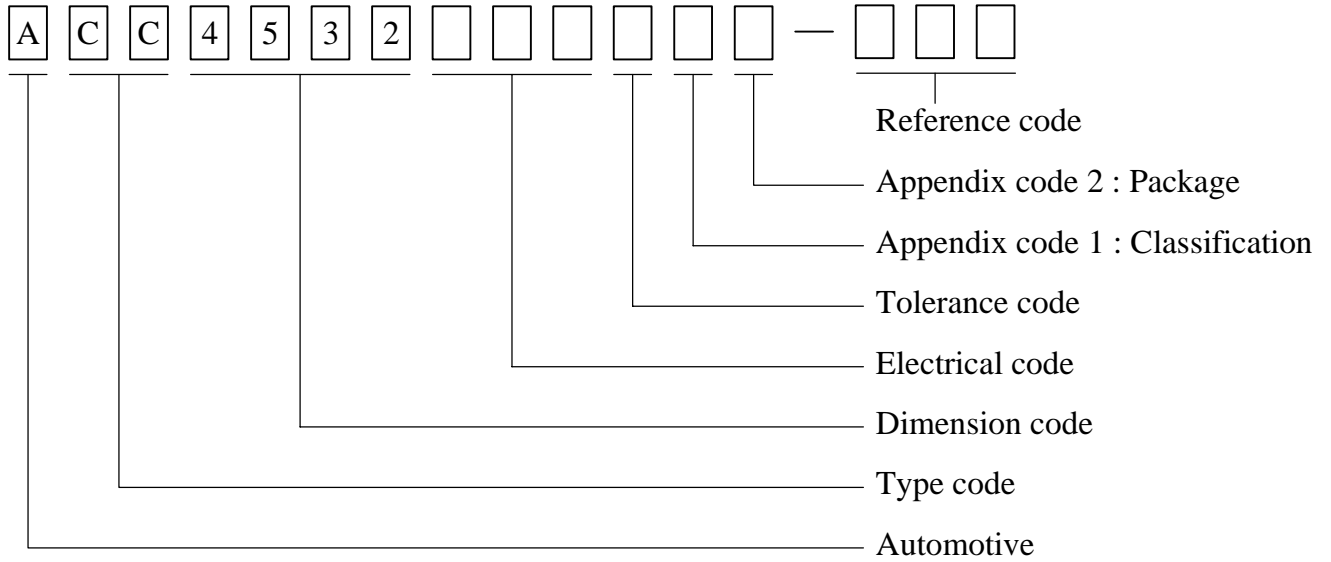 A C C 4 5 3 2 —
Reference code
Appendix code 2 : Package
Appendix code 1 : Classification
Tolerance code
Electrical code
Dimension code
Type code
Automotive